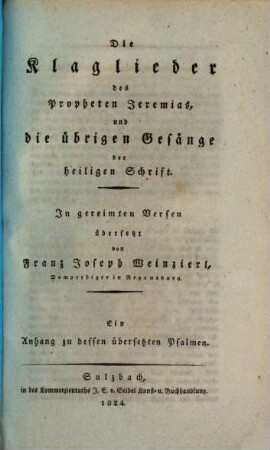 Die
Klaglieder
des
Propheten Jeremias,
und
die übrigen Gesänge
der
heiligen Schrift.
In gereimten Versen
übersetzt
von
Franz Joseph Weinzierl,
Domprediger in Regensburg.
Ein
Anhang zu dessen übersetzten Psalmen.
Sulzbach,
in des Kommerzienraths J. E. v. Seidel Kunst- u. Buchhandlung.
1824.